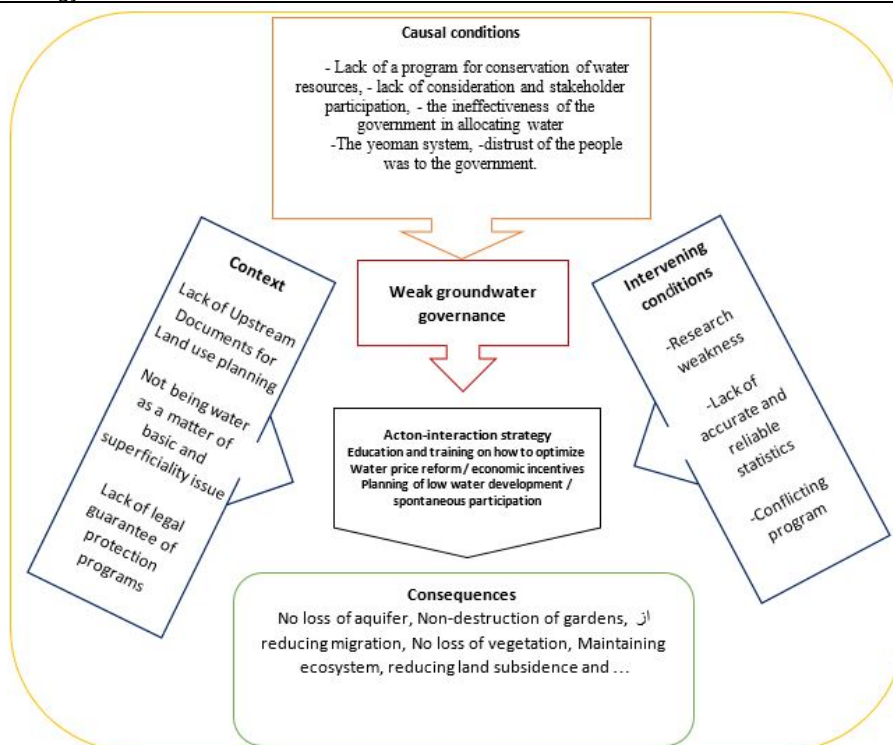 Causal conditions
- Lack of a program for conservation of water
resources, - lack of consideration and stakeholder
participation, - the ineffectiveness of the
government in allocating water
-The yeoman system, -distrust of the people
was to the government.
Context
Lack of Upstream
Documents for
Land use planning
Not being water
as a matter of
basic and
superficiality issue
Lack of legal
guarantee of
protection
programs
Weak groundwater
governance
Intervening
conditions
-Research
weakness
-Lack of
accurate and
reliable
statistics
-Conflicting
program
Acton-interaction strategy
Education and training on how to optimize
Water price reform / economic incentives
Planning of low water development /
spontaneous participation
Consequences
No loss of aquifer, Non-destruction of gardens, از
reducing migration, No loss of vegetation, Maintaining
ecosystem, reducing land subsidence and ...